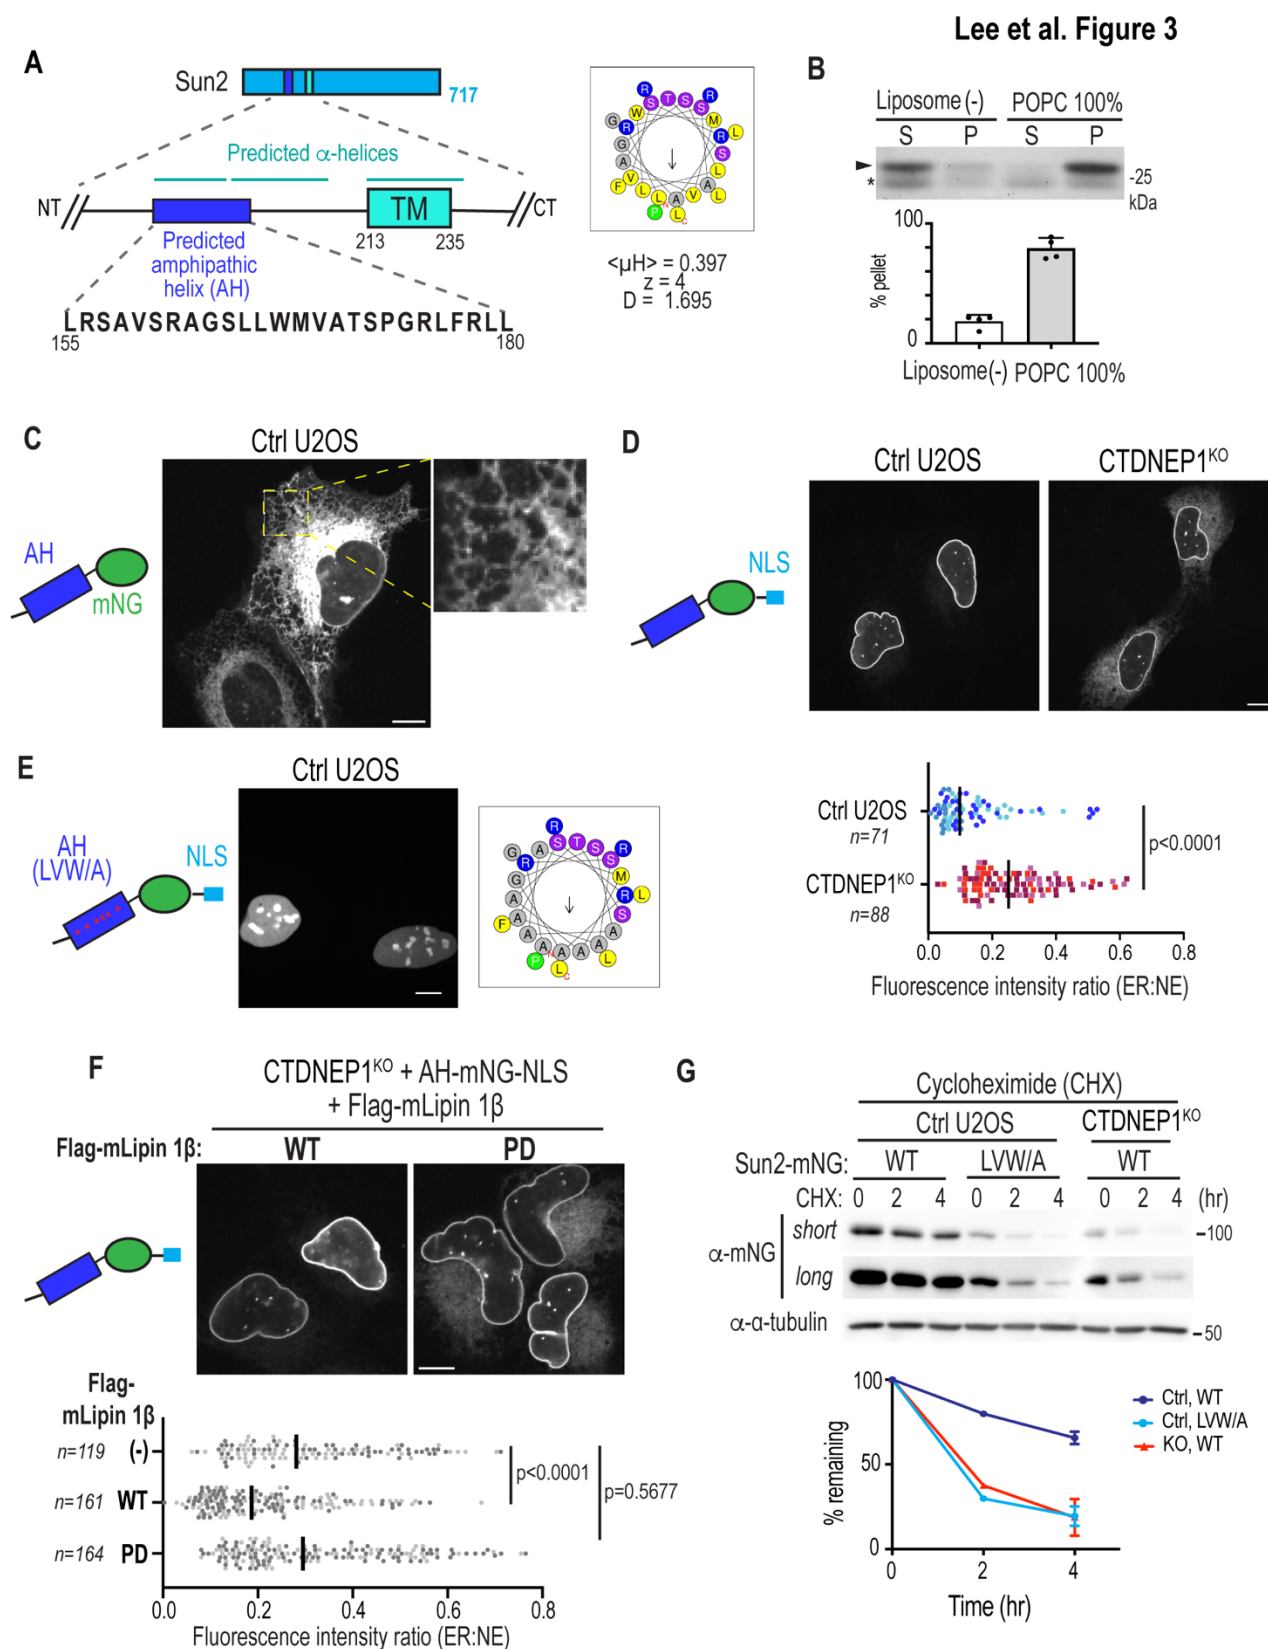 Lee et al. Figure 3
A
Sun2
717
Predicted α-helices
NT
TM
CT
213
235
Predicted
amphipathic
helix (AH)
LRSAVSRAGSLLWMVATSPGRLFRLL
155
180
R
S
T
S
S
R
W
M
G
R
R
L
G
S
A
L
V
L
F
L
A
L
V
L
A
P
N
L
C
<µH> = 0.397
z = 4
D = 1.695
B
Liposome (-)
POPC 100%
S
P
S
P
*
-25
kDa
100
% pellet
0
Liposome(-)
POPC 100%
C
Ctrl U2OS
AH
mNG
D
Ctrl U2OS
CTDNEP1KO
NLS
Ctrl U2OS
n=71
CTDNEP1KO
n=88
p<0.0001
0.0
0.2
0.4
0.6
0.8
Fluorescence intensity ratio (ER:NE)
E
Ctrl U2OS
AH
(LVW/A)
NLS
R
S
T
S
S
R
A
M
G
R
R
L
G
S
A
A
A
A
F
A
L
A
A
A
P
N
L
C
F
CTDNEP1KO + AH-mNG-NLS
+ Flag-mLipin 1β
Flag-mLipin 1β:
WT
PD
Flag-
mLipin 1β
n=119
(-)
n=161
WT
n=164
PD
p<0.0001
p=0.5677
0.0
0.2
0.4
0.6
0.8
Fluorescence intensity ratio (ER:NE)
G
Cycloheximide (CHX)
Ctrl U2OS
CTDNEP1KO
Sun2-mNG:
WT
LVW/A
WT
CHX:
0
2
4
0
2
4
0
2
4
(hr)
α-mNG
short
long
-100
α-α-tubulin
-50
100
50
0
% remaining
0
2
4
Time (hr)
Ctrl, WT
Ctrl, LVW/A
KO, WT